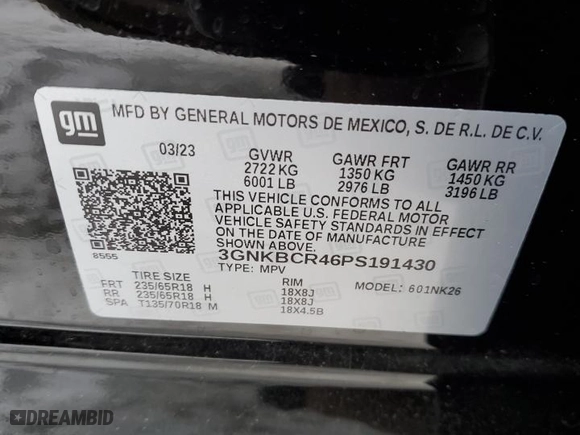 gm
MFD BY GENERAL MOTORS DE MEXICO, S. DE R.L. DE C.V.
03/23 GVWR GAWR FRT GAWR RR
2722 KG 1350 KG 1450 KG
6001 LB 2976 LB 3196 LB
THIS VEHICLE CONFORMS TO ALL
APPLICABLE U.S. FEDERAL MOTOR
VEHICLE SAFETY STANDARDS IN EFFECT
ON THE DATE OF MANUFACTURE
SHOWN ABOVE.
8555 3GNKBCR46PS191430
TYPE: MPV MODEL: 601NK26
TIRE SIZE RIM
FRT 235/65R18 H 18X8J
RR 235/65R18 H 18X8J
SPA T135/70R18 M 18X4.5B
DREAMBID